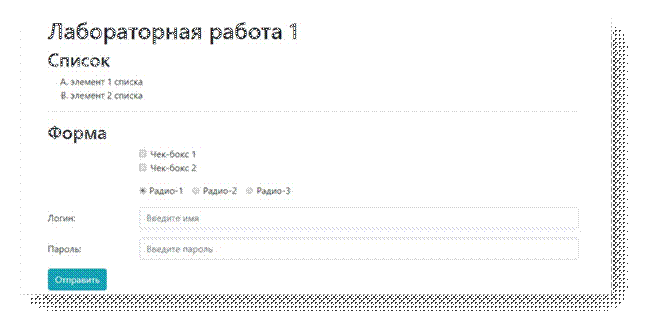 Лабораторная работа 1
Список
A. элемент 1 списка
B. элемент 2 списка
Форма
Чек-бокс 1
Чек-бокс 2
Радио-1 Радио-2 Радио-3
Логин: Введите имя
Пароль: Введите пароль
Отправить